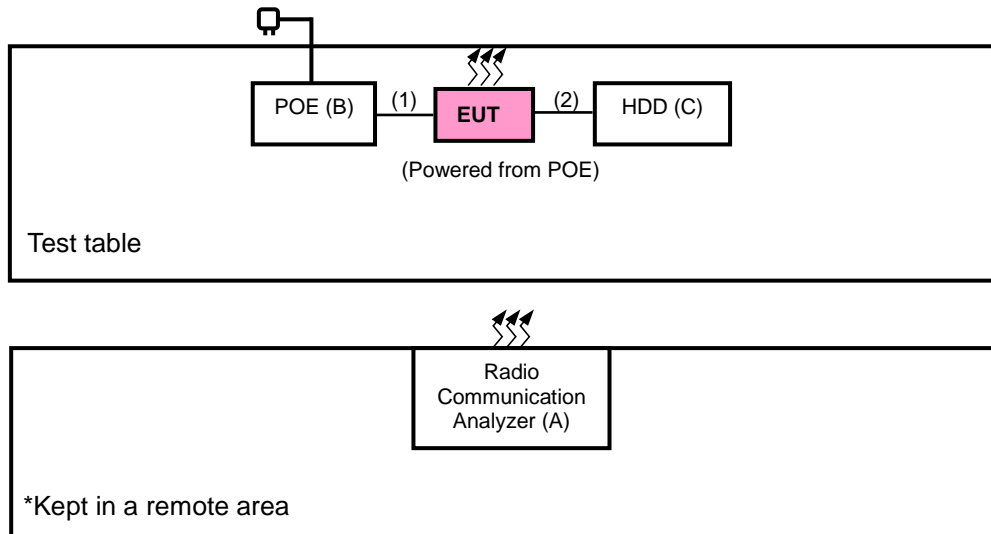 POE (B)
(1)
EUT
(2)
HDD (C)
(Powered from POE)
Test table
Radio
Communication
Analyzer (A)
*Kept in a remote area